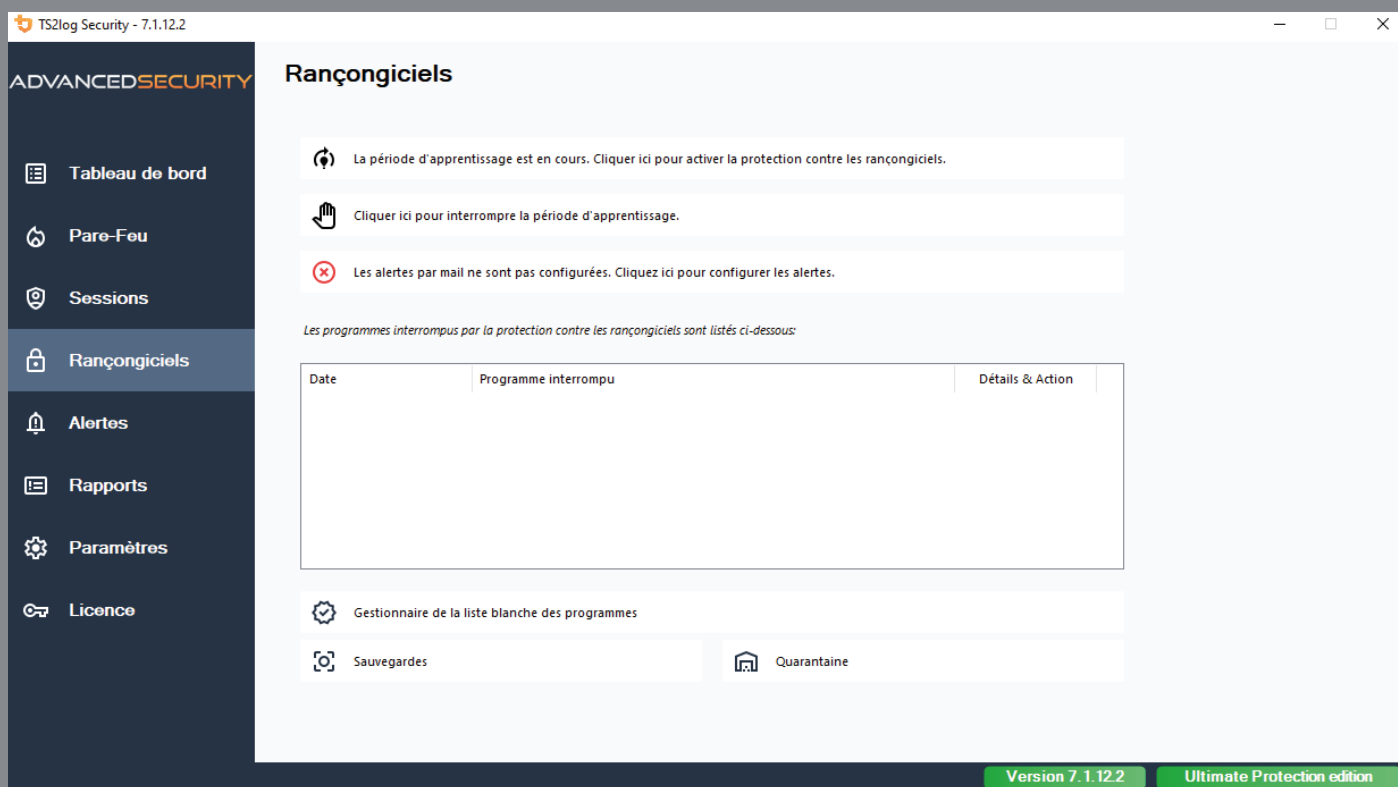 TS2log Security - 7.1.12.2
ADVANCEDSECURITY
Rançongiciels
Tableau de bord
Pare-Feu
Sessions
Rançongiciels
Alertes
Rapports
Paramètres
Licence
La période d'apprentissage est en cours. Cliquer ici pour activer la protection contre les rançongiciels.
Cliquer ici pour interrompre la période d'apprentissage.
Les alertes par mail ne sont pas configurées. Cliquez ici pour configurer les alertes.
Les programmes interrompus par la protection contre les rançongiciels sont listés ci-dessous:
Date Programme interrompu Détails & Action
Gestionnaire de la liste blanche des programmes
Sauvegardes Quarantaine
Version 7.1.12.2 Ultimate Protection edition